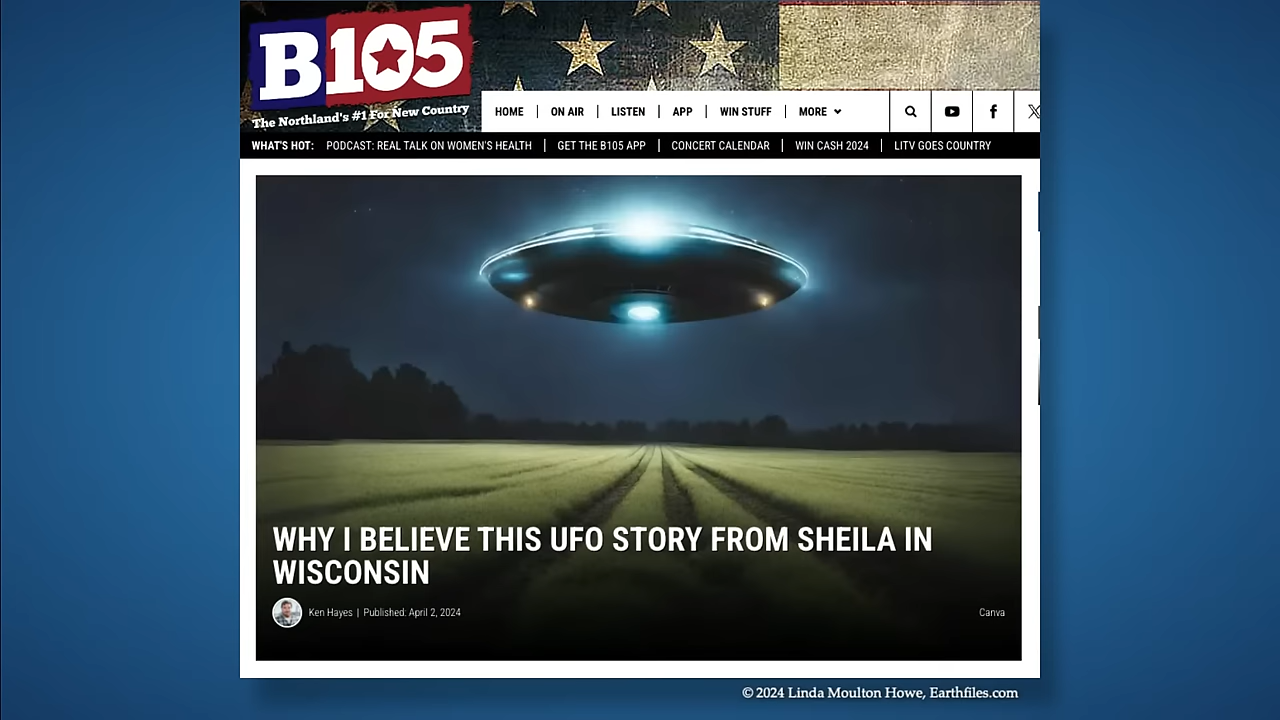 B105
The Northland's #1 For New Country
HOME ON AIR LISTEN APP WIN STUFF MORE
WHAT'S HOT: PODCAST: REAL TALK ON WOMEN'S HEALTH GET THE B105 APP CONCERT CALENDAR WIN CASH 2024 LITV GOES COUNTRY
WHY I BELIEVE THIS UFO STORY FROM SHEILA IN
WISCONSIN
Ken Hayes | Published: April 2, 2024
Canva
© 2024 Linda Moulton Howe, Earthfiles.com